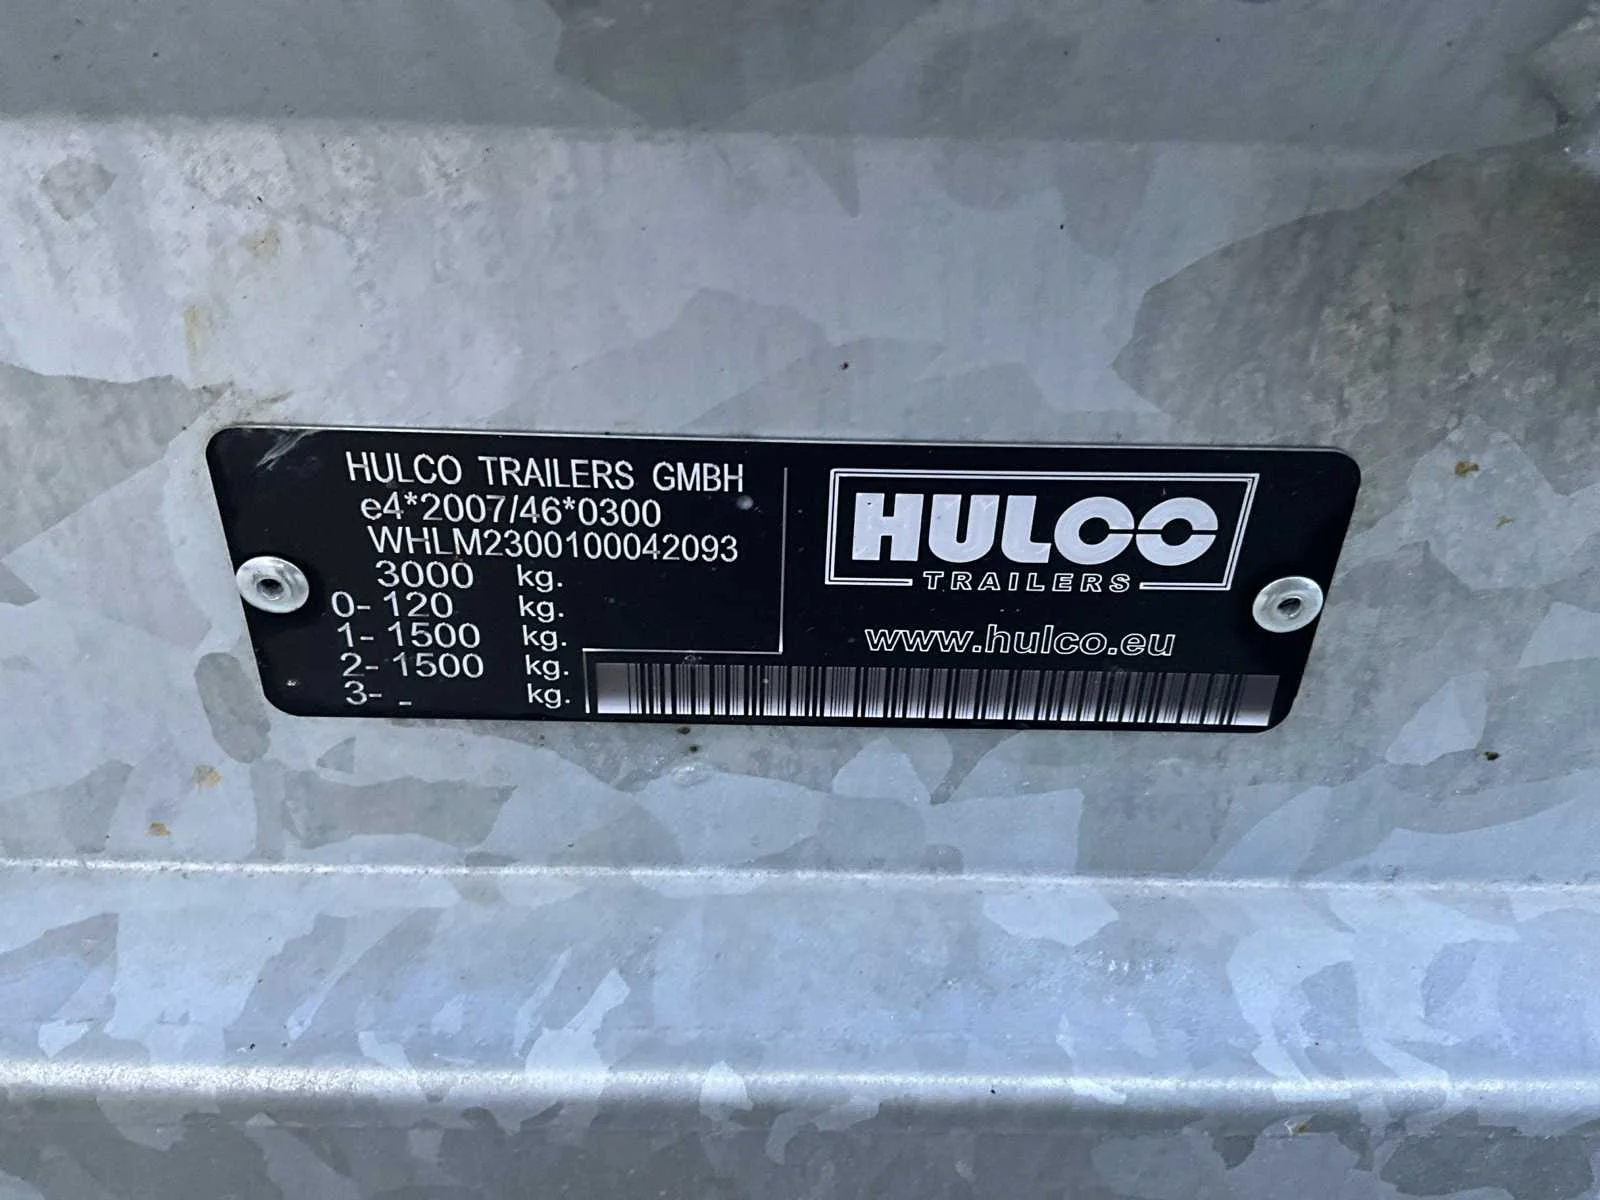 HULCO TRAILERS GMBH
e4*2007/46*0300
WHLM2300100042093
3000 kg.
0- 120 kg.
1- 1500 kg.
2- 1500 kg.
3- - kg.
HULCO
TRAILERS
www.hulco.eu